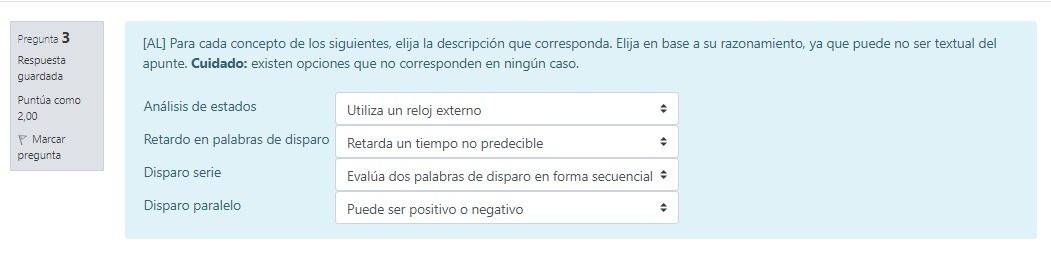 Pregunta 3
Respuesta
guardada
Puntúa como
2,00
Marcar
pregunta
[AL] Para cada concepto de los siguientes, elija la descripción que corresponda. Elija en base a su razonamiento, ya que puede no ser textual del
apunte. Cuidado: existen opciones que no corresponden en ningún caso.
Análisis de estados Utiliza un reloj externo
Retardo en palabras de disparo Retarda un tiempo no predecible
Disparo serie Evalúa dos palabras de disparo en forma secuencial
Disparo paralelo Puede ser positivo o negativo